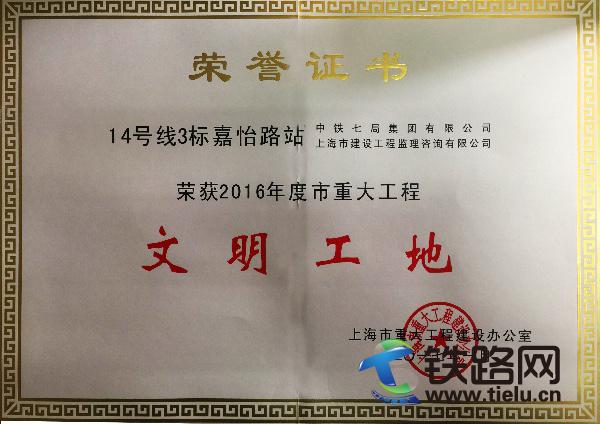 荣誉证书
14号线3标嘉怡路站 中铁七局集团有限公司
上海市建设工程监理咨询有限公司
荣获2016年度市重大工程
文明工地
上海市重大工程建设办公室
铁路网
www.tielu.cn